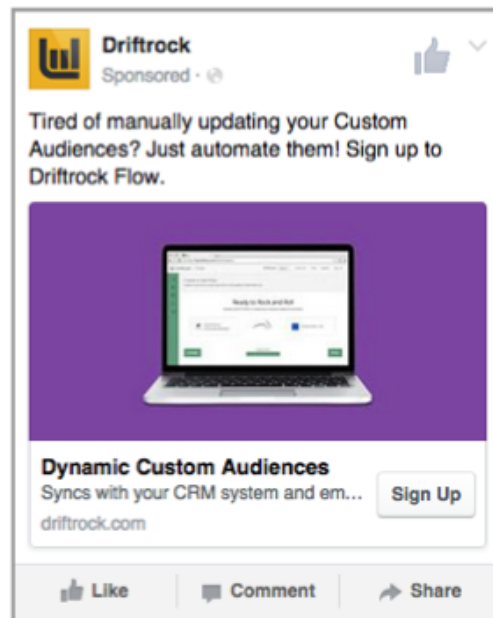 Driftrock
Sponsored ·
Tired of manually updating your Custom
Audiences? Just automate them! Sign up to
Driftrock Flow.
Ready to Rock and Roll
Dynamic Custom Audiences
Syncs with your CRM system and em...
Sign Up
driftrock.com
Like
Comment
Share